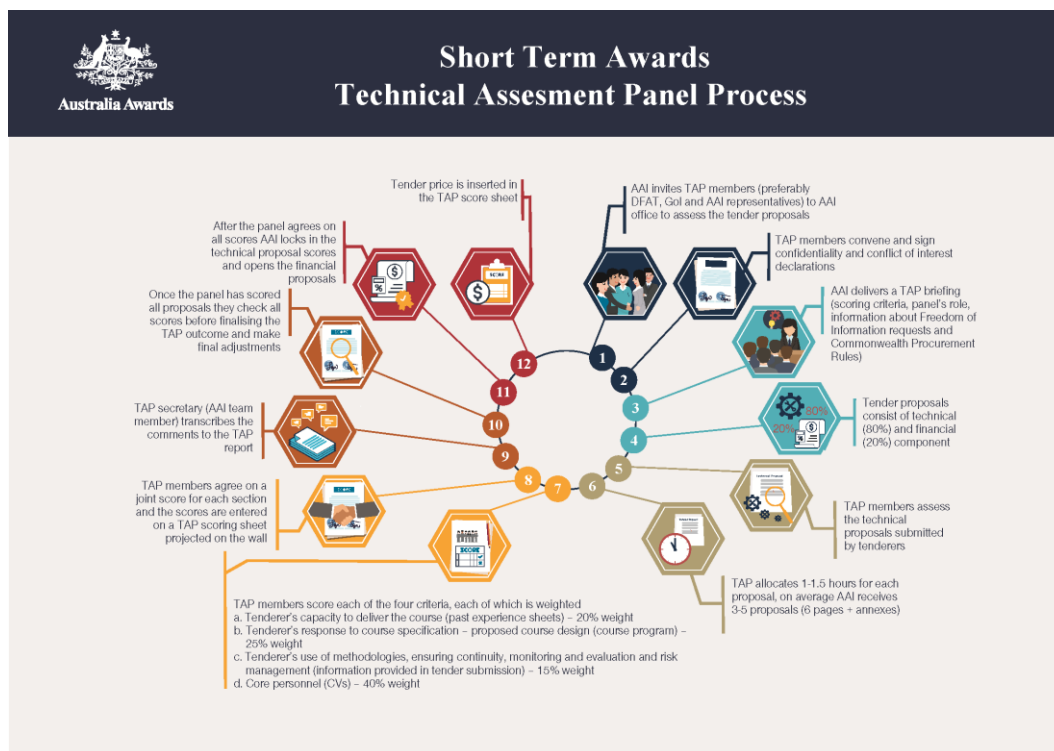 Australia Awards
Short Term Awards
Technical Assesment Panel Process
AAI invites TAP members (preferably
DFAT, GoI and AAI representatives) to AAI
office to assess the tender proposals
TAP members convene and sign
confidentiality and conflict of interest
declarations
AAI delivers a TAP briefing
(scoring criteria, panel's role,
information about Freedom of
Information requests and
Commonwealth Procurement
Rules)
80%
20%
Tender proposals
consist of technical
(80%) and financial
(20%) component
TAP members assess
the technical
proposals submitted
by tenderers
TAP allocates 1-1.5 hours for each
proposal, on average AAI receives
3-5 proposals (6 pages + annexes)
SCORE
TAP members score each of the four criteria, each of which is weighted
a. Tenderer's capacity to deliver the course (past experience sheets) – 20% weight
b. Tenderer's response to course specification – proposed course design (course program) –
25% weight
c. Tenderer's use of methodologies, ensuring continuity, monitoring and evaluation and risk
management (information provided in tender submission) – 15% weight
d. Core personnel (CVs) – 40% weight
TAP members agree on a
joint score for each section
and the scores are entered
on a TAP scoring sheet
projected on the wall
TAP secretary (AAI team
member) transcribes the
comments to the TAP
report
Once the panel has scored
all proposals they check all
scores before finalising the
TAP outcome and make
final adjustments
After the panel agrees on
all scores AAI locks in the
technical proposal scores
and opens the financial
proposals
Tender price is inserted in
the TAP score sheet
SCORE
1
2
3
4
5
6
7
8
9
10
11
12